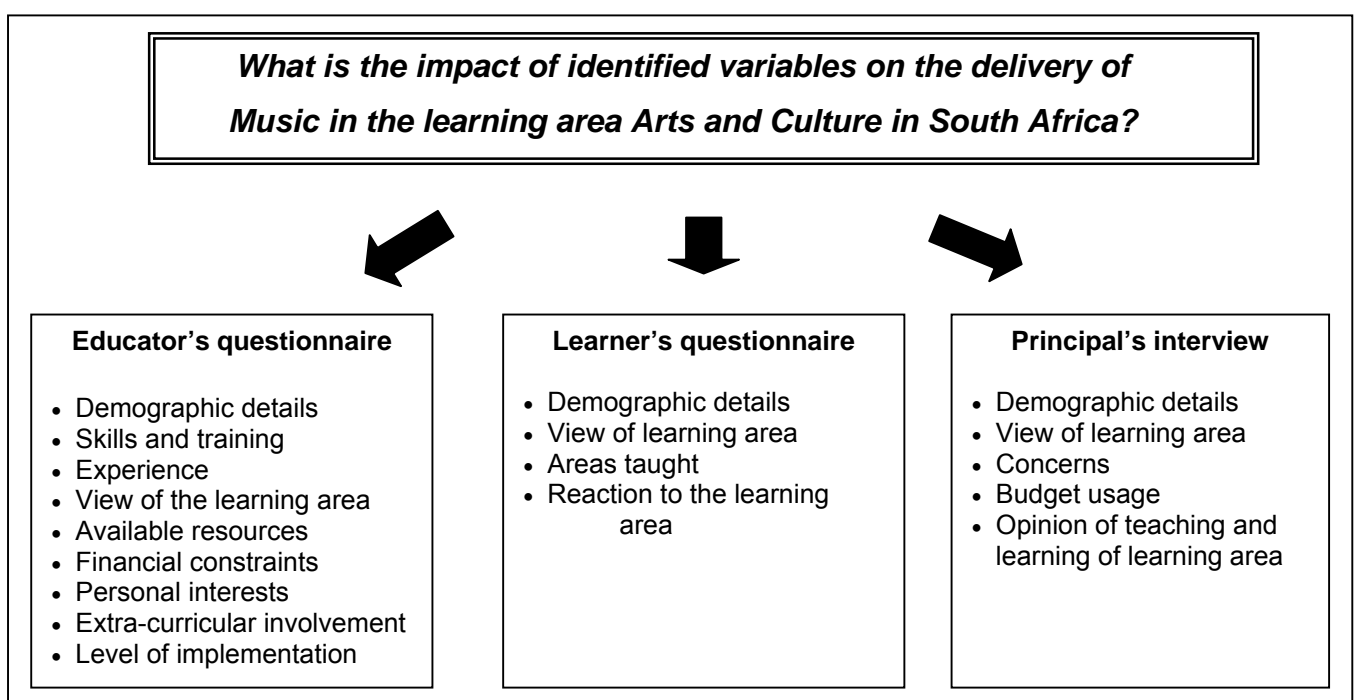 What is the impact of identified variables on the delivery of
Music in the learning area Arts and Culture in South Africa?
Educator’s questionnaire
• Demographic details
• Skills and training
• Experience
• View of the learning area
• Available resources
• Financial constraints
• Personal interests
• Extra-curricular involvement
• Level of implementation
Learner’s questionnaire
• Demographic details
• View of learning area
• Areas taught
• Reaction to the learning
area
Principal’s interview
• Demographic details
• View of learning area
• Concerns
• Budget usage
• Opinion of teaching and
learning of learning area